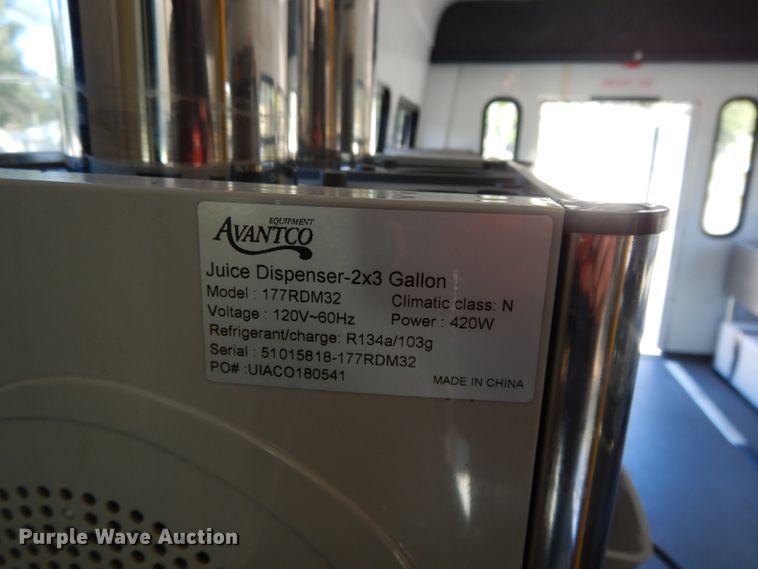 EQUIPMENT
AVANTCO
Juice Dispenser-2x3 Gallon
Model : 177RDM32 Climatic class: N
Voltage : 120V~60Hz Power : 420W
Refrigerant/charge: R134a/103g
Serial : 51015818-177RDM32
PO# :UIACO180541 MADE IN CHINA
Purple Wave Auction